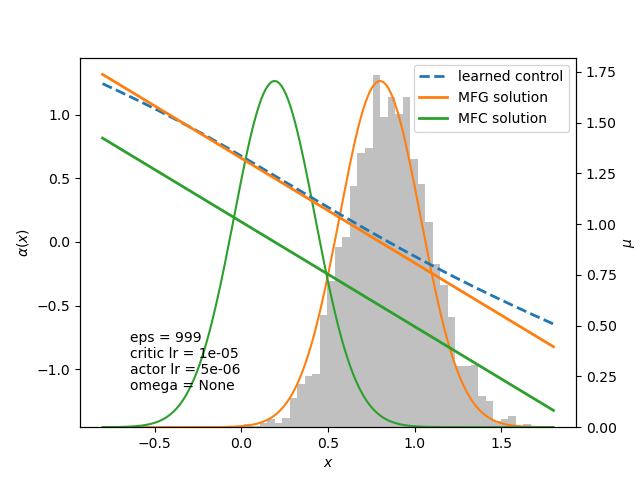 learned control
MFG solution
MFC solution
1.0
0.5
0.0
−0.5
−1.0
α(x)
1.75
1.50
1.25
1.00
0.75
0.50
0.25
0.00
μ
eps = 999
critic lr = 1e-05
actor lr = 5e-06
omega = None
−0.5 0.0 0.5 1.0 1.5
x